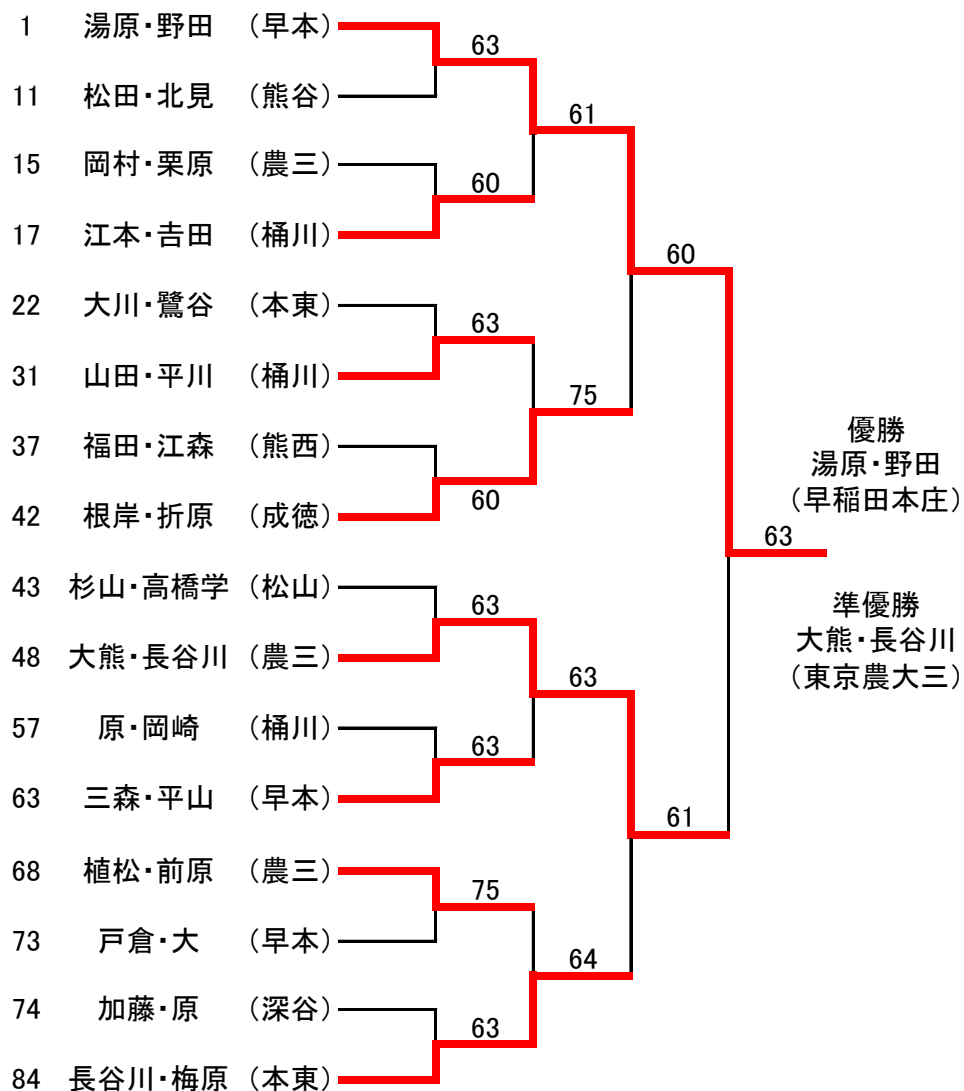 1 湯原・野田 （早本）
63
11 松田・北見 （熊谷）
61
15 岡村・栗原 （農三）
60
17 江本・𠮷田 （桶川）
60
22 大川・鷺谷 （本東）
63
31 山田・平川 （桶川）
75
37 福田・江森 （熊西）
60
42 根岸・折原 （成徳）
優勝
湯原・野田
（早稲田本庄）
63
43 杉山・高橋学 （松山）
63
準優勝
大熊・長谷川
（東京農大三）
48 大熊・長谷川 （農三）
63
57 原・岡崎 （桶川）
63
63 三森・平山 （早本）
61
68 植松・前原 （農三）
75
73 戸倉・大 （早本）
64
74 加藤・原 （深谷）
63
84 長谷川・梅原 （本東）